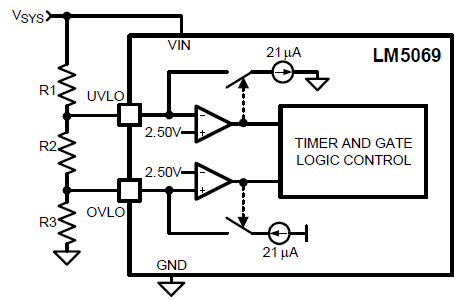 VSYS
VIN
21 µA
LM5069
R1
UVLO
2.50V
R2
TIMER AND GATE
LOGIC CONTROL
2.50V
OVLO
R3
21 µA
GND